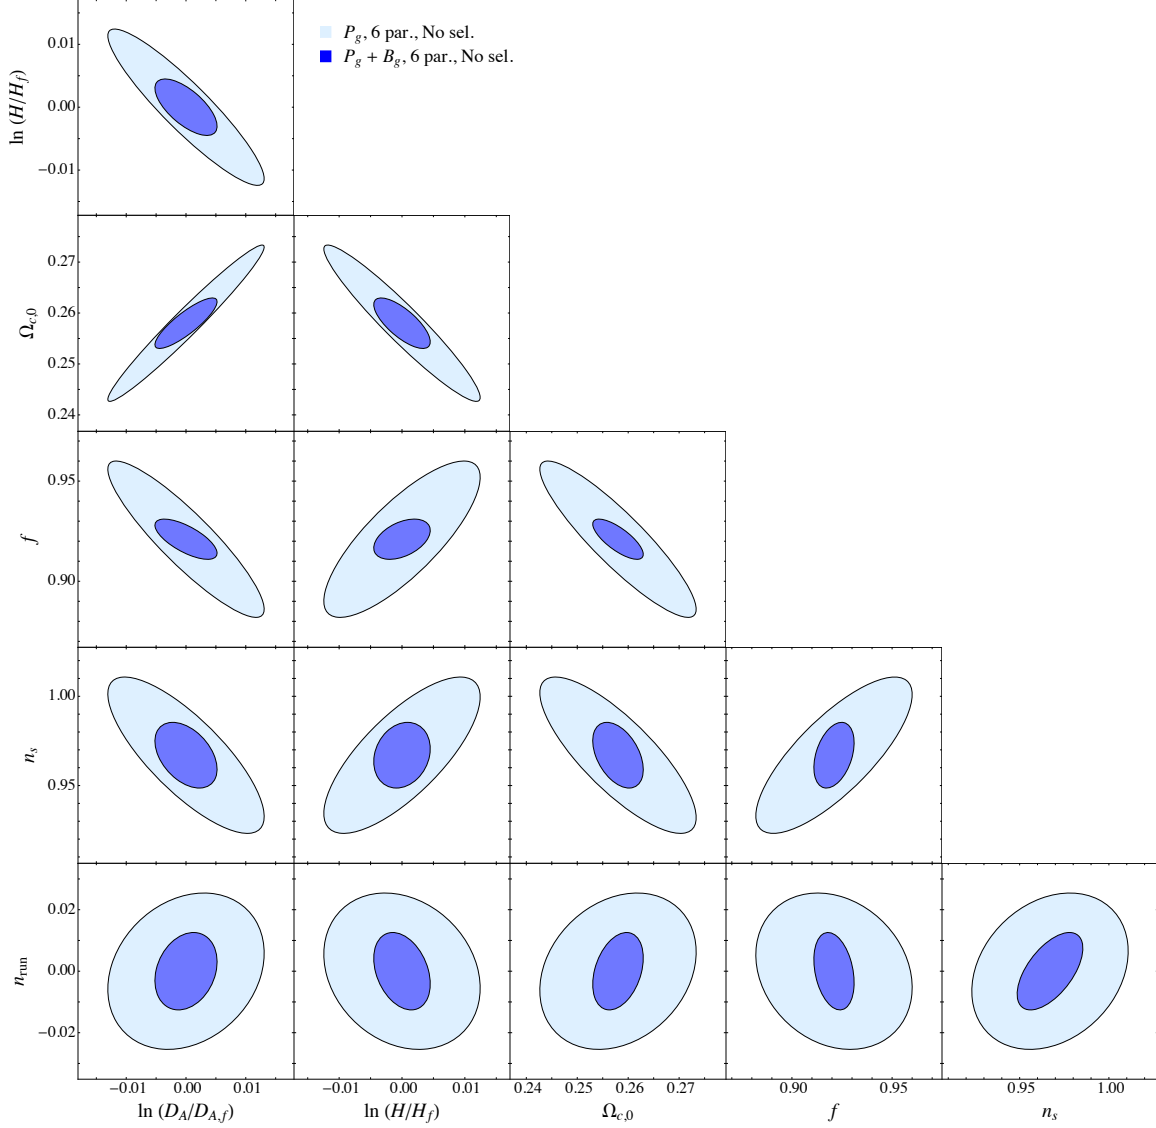 P_g, 6 par., No sel.
P_g + B_g, 6 par., No sel.
ln (H/H_f)
0.01
0.00
−0.01
Ω_{c,0}
0.27
0.26
0.25
0.24
f
0.95
0.90
n_s
1.00
0.95
n_run
0.02
0.00
−0.02
−0.01 0.00 0.01
−0.01 0.00 0.01
0.24 0.25 0.26 0.27
0.90 0.95
0.95 1.00
ln (D_A/D_{A,f})
ln (H/H_f)
Ω_{c,0}
f
n_s